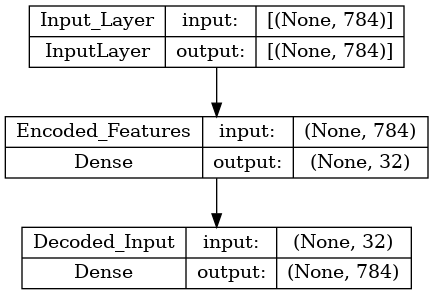 Input_Layer input: [(None, 784)]
InputLayer output: [(None, 784)]
Encoded_Features input: (None, 784)
Dense output: (None, 32)
Decoded_Input input: (None, 32)
Dense output: (None, 784)